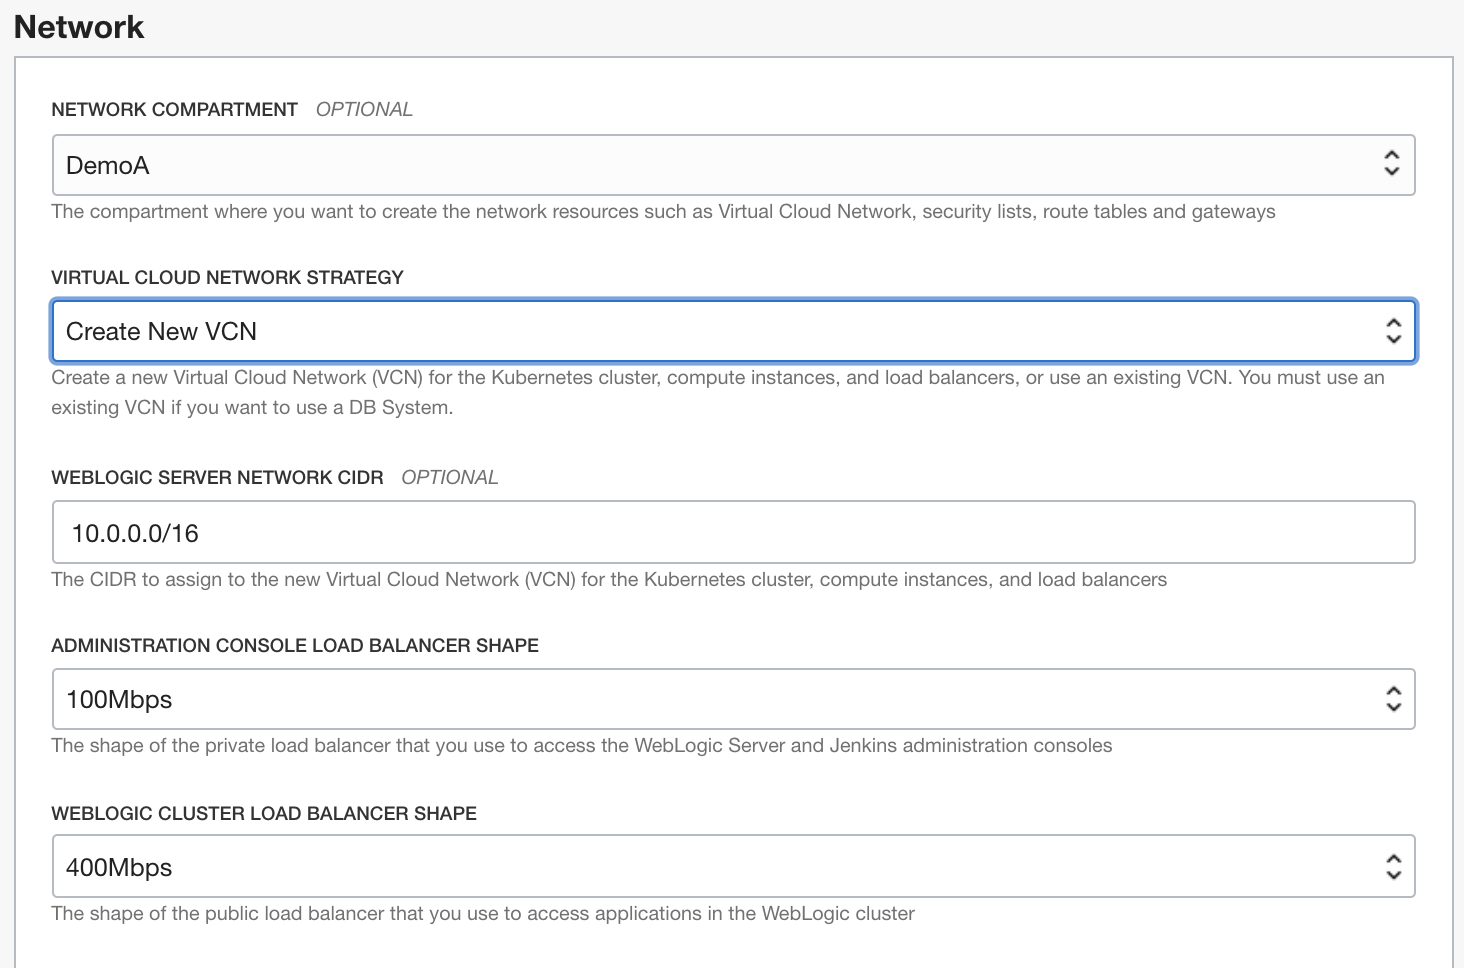 Network
NETWORK COMPARTMENT OPTIONAL
DemoA
The compartment where you want to create the network resources such as Virtual Cloud Network, security lists, route tables and gateways
VIRTUAL CLOUD NETWORK STRATEGY
Create New VCN
Create a new Virtual Cloud Network (VCN) for the Kubernetes cluster, compute instances, and load balancers, or use an existing VCN. You must use an
existing VCN if you want to use a DB System.
WEBLOGIC SERVER NETWORK CIDR OPTIONAL
10.0.0.0/16
The CIDR to assign to the new Virtual Cloud Network (VCN) for the Kubernetes cluster, compute instances, and load balancers
ADMINISTRATION CONSOLE LOAD BALANCER SHAPE
100Mbps
The shape of the private load balancer that you use to access the WebLogic Server and Jenkins administration consoles
WEBLOGIC CLUSTER LOAD BALANCER SHAPE
400Mbps
The shape of the public load balancer that you use to access applications in the WebLogic cluster